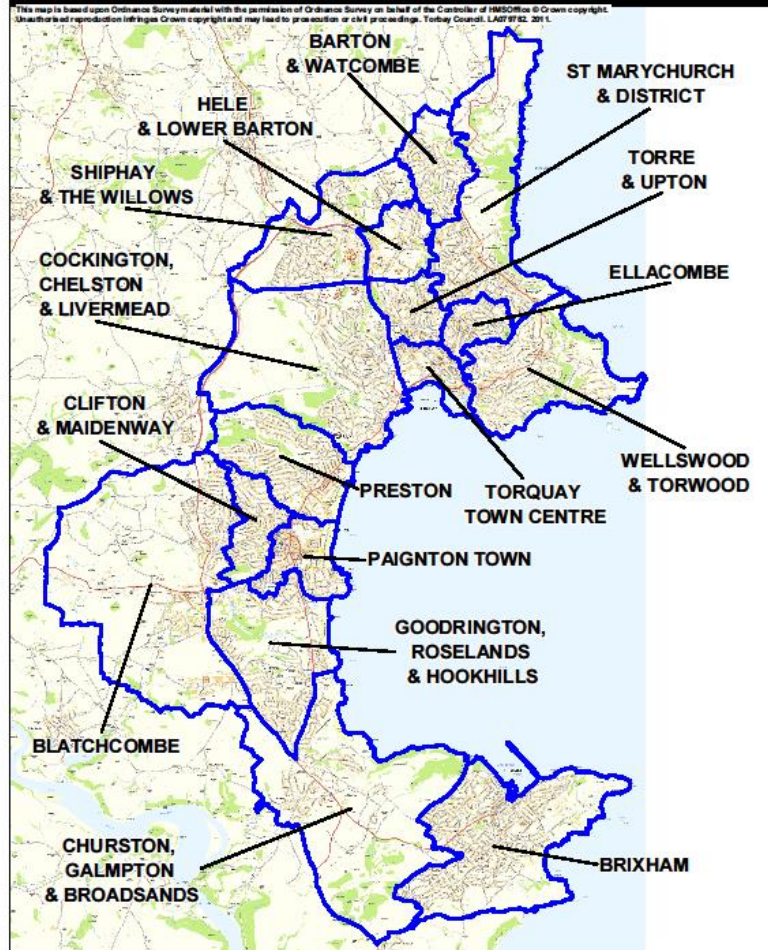 This map is based upon Ordnance Survey material with the permission of Ordnance Survey on behalf of the Controller of HMSOffice © Crown copyright.
Unauthorised reproduction infringes Crown copyright and may lead to prosecution or civil proceedings. Torbay Council. LA079782. 2011.
BARTON
& WATCOMBE
ST MARYCHURCH
& DISTRICT
HELE
& LOWER BARTON
TORRE
& UPTON
SHIPHAY
& THE WILLOWS
COCKINGTON,
CHELSTON
& LIVERMEAD
ELLACOMBE
CLIFTON
& MAIDENWAY
WELLSWOOD
& TORWOOD
PRESTON
TORQUAY
TOWN CENTRE
PAIGNTON TOWN
GOODRINGTON,
ROSELANDS
& HOOKHILLS
BLATCHCOMBE
CHURSTON,
GALMPTON
& BROADSANDS
BRIXHAM